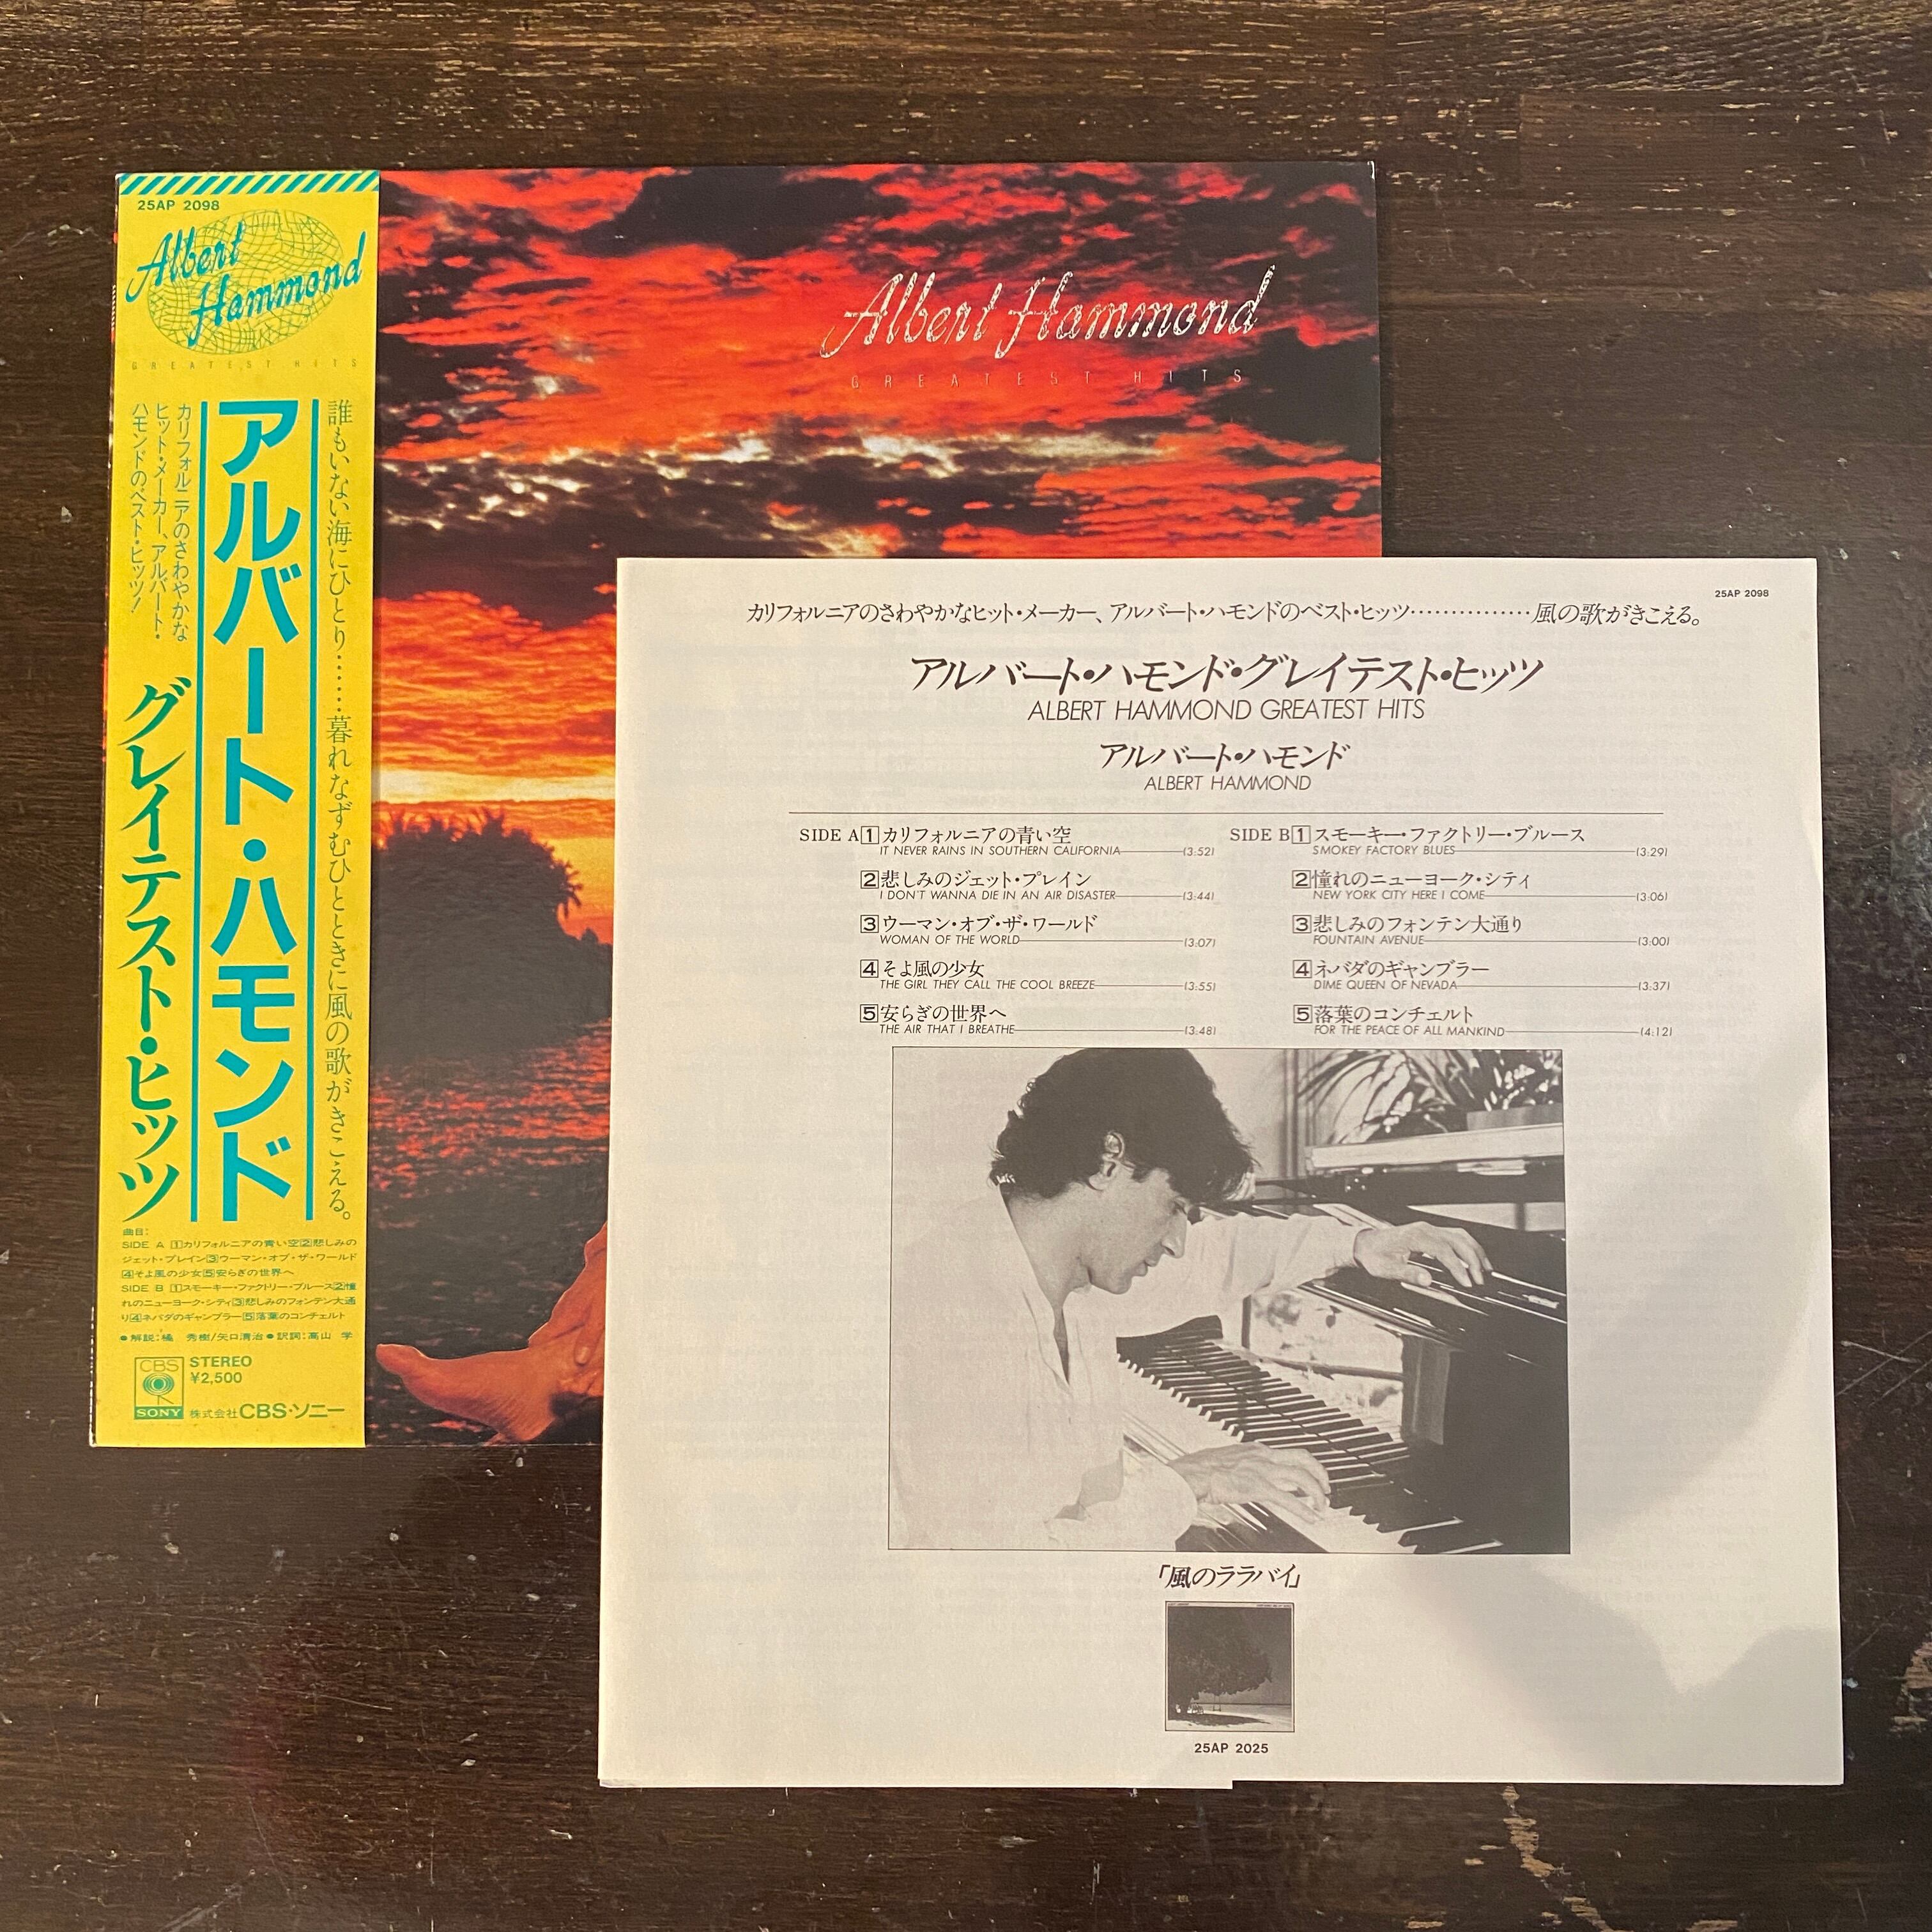 25AP 2098
Albert
Hammond
GREATEST HITS
誰もいない海にひとり……暮れなずむひとときに風の歌がきこえる。
アルバート・ハモンド
カリフォルニアのさわやかな
ヒット・メーカー、アルバート・
ハモンドのベスト・ヒッツ!
グレイテスト・ヒッツ
曲目:
SIDE A 1カリフォルニアの青い空2悲しみの
ジェット・プレイン3ウーマン・オブ・ザ・ワールド
4そよ風の少女5安らぎの世界へ
SIDE B 1スモーキー・ファクトリー・ブルース2憧
れのニューヨーク・シティ3悲しみのフォンテン大通
り4ネバダのギャンブラー5落葉のコンチェルト
●解説: 秀樹/矢口清治●訳詞:高山 学
CBS
SONY
STEREO
¥2,500
株式会社CBS・ソニー
Albert Hammond
GREATEST HITS
25AP 2098
カリフォルニアのさわやかなヒット・メーカー、アルバート・ハモンドのベスト・ヒッツ……………風の歌がきこえる。
アルバート・ハモンド・グレイテスト・ヒッツ
ALBERT HAMMOND GREATEST HITS
アルバート・ハモンド
ALBERT HAMMOND
SIDE A 1 カリフォルニアの青い空
IT NEVER RAINS IN SOUTHERN CALIFORNIA (3:52)
2 悲しみのジェット・プレイン
I DON'T WANNA DIE IN AN AIR DISASTER (3:44)
3 ウーマン・オブ・ザ・ワールド
WOMAN OF THE WORLD (3:07)
4 そよ風の少女
THE GIRL THEY CALL THE COOL BREEZE (3:55)
5 安らぎの世界へ
THE AIR THAT I BREATHE (3:48)
SIDE B 1 スモーキー・ファクトリー・ブルース
SMOKEY FACTORY BLUES (3:29)
2 憧れのニューヨーク・シティ
NEW YORK CITY HERE I COME (3:06)
3 悲しみのフォンテン大通り
FOUNTAIN AVENUE (3:00)
4 ネバダのギャンブラー
DIME QUEEN OF NEVADA (3:37)
5 落葉のコンチェルト
FOR THE PEACE OF ALL MANKIND (4:12)
「風のララバイ」
25AP 2025